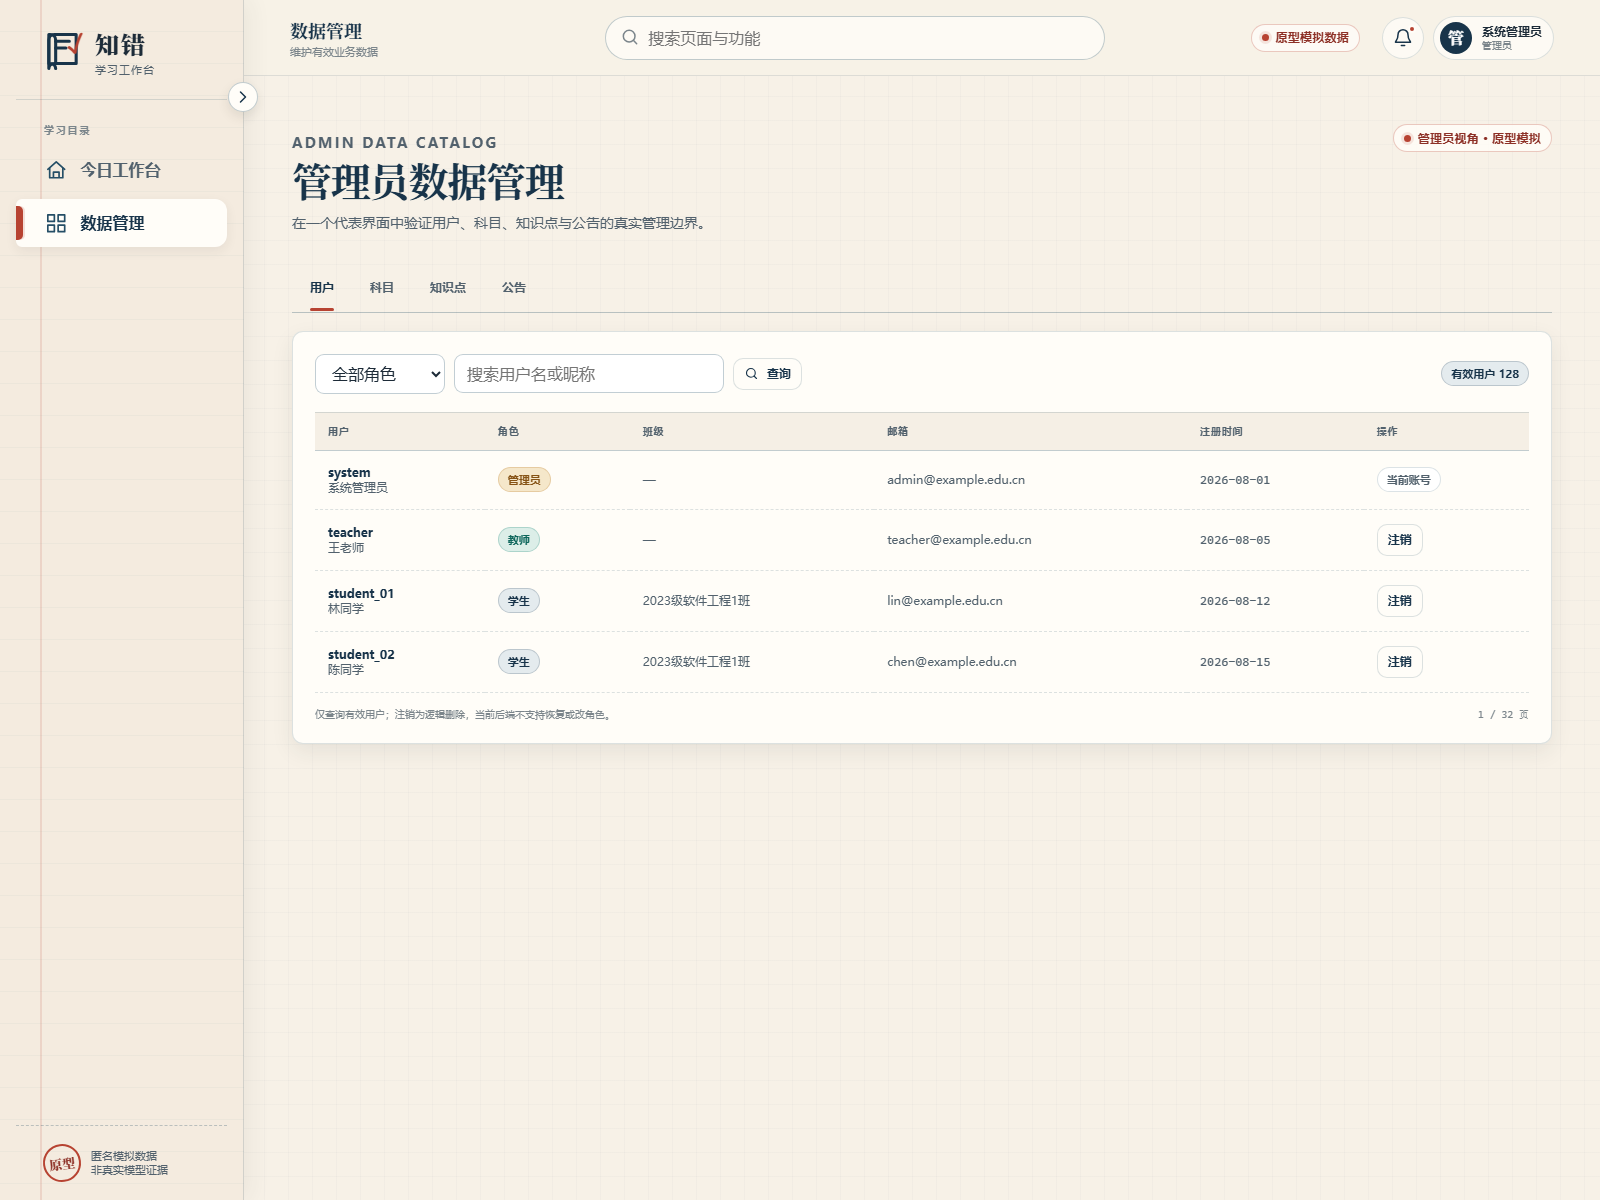 知错
学习工作台
学习目录
今日工作台
数据管理
原型
匿名模拟数据
非真实模型证据
数据管理
维护有效业务数据
搜索页面与功能
原型模拟数据
管
系统管理员
管理员
ADMIN DATA CATALOG
管理员数据管理
在一个代表界面中验证用户、科目、知识点与公告的真实管理边界。
管理员视角·原型模拟
用户 科目 知识点 公告
全部角色 搜索用户名或昵称 查询 有效用户 128
用户 角色 班级 邮箱 注册时间 操作
system
系统管理员 管理员 — admin@example.edu.cn 2026-08-01 当前账号
teacher
王老师 教师 — teacher@example.edu.cn 2026-08-05 注销
student_01
林同学 学生 2023级软件工程1班 lin@example.edu.cn 2026-08-12 注销
student_02
陈同学 学生 2023级软件工程1班 chen@example.edu.cn 2026-08-15 注销
仅查询有效用户；注销为逻辑删除，当前后端不支持恢复或改角色。 1 / 32 页